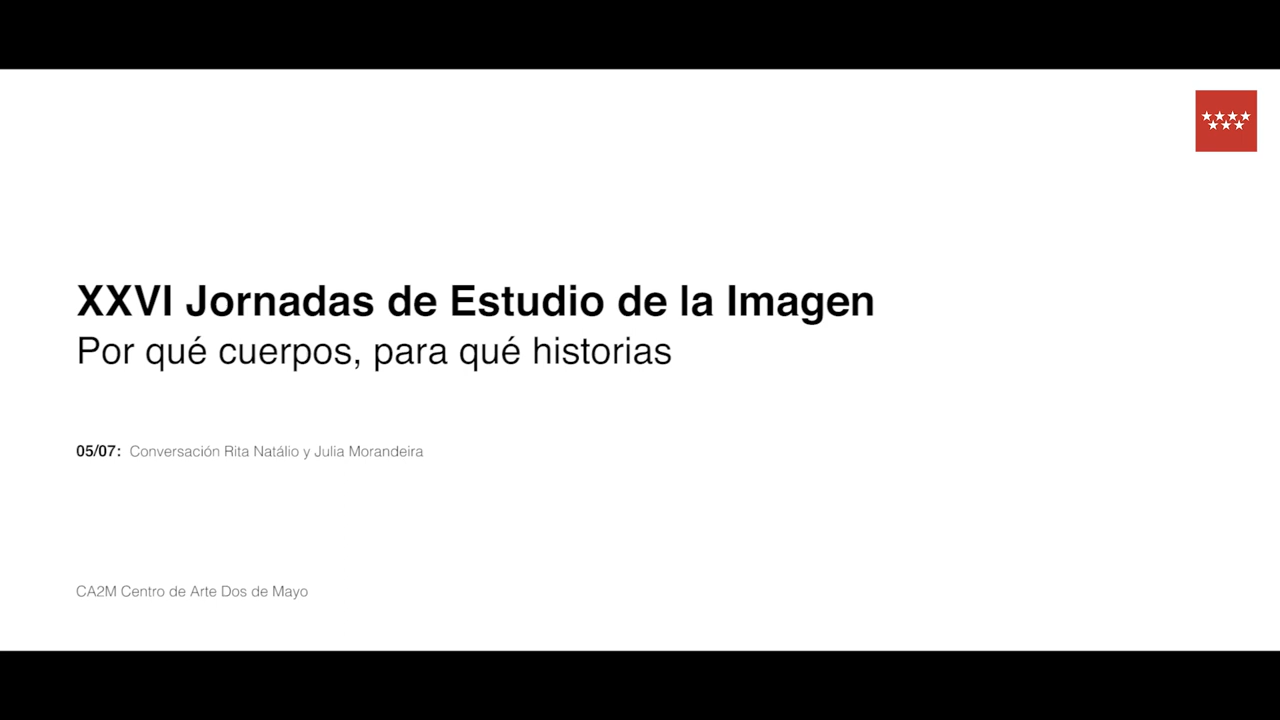 XXVI Jornadas de Estudio de la Imagen
Por qué cuerpos, para qué historias
05/07: Conversación Rita Natálio y Julia Morandeira
CA2M Centro de Arte Dos de Mayo